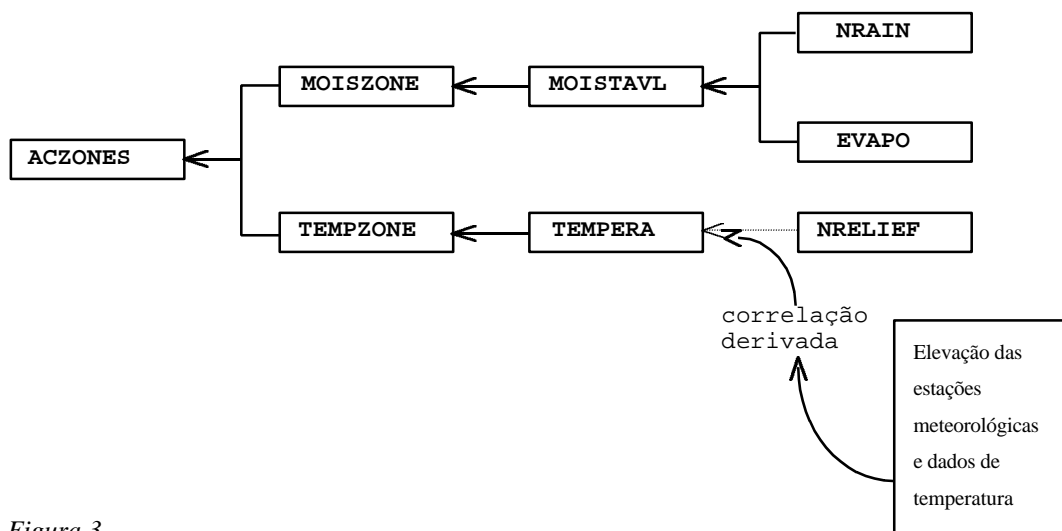 NRAIN
MOISZONE
MOISTAVL
EVAPO
ACZONES
TEMPZONE
TEMPERA
NRELIEF
correlação
derivada
Elevação das
estações
meteorológicas
e dados de
temperatura
Figura 3